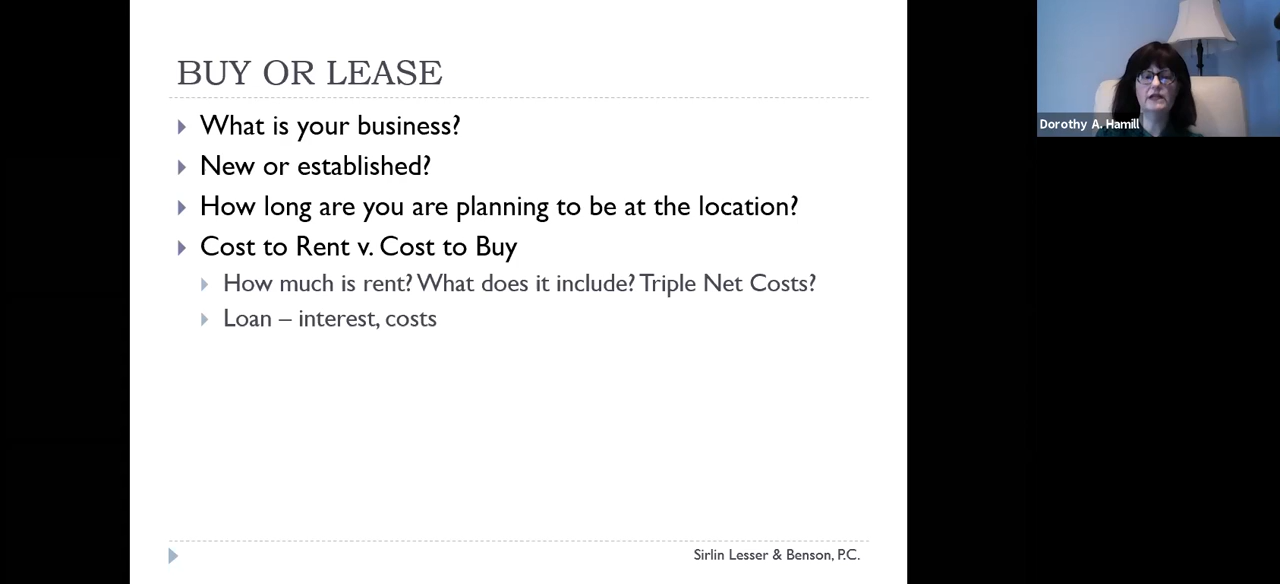 BUY OR LEASE
What is your business?
New or established?
How long are you are planning to be at the location?
Cost to Rent v. Cost to Buy
How much is rent? What does it include? Triple Net Costs?
Loan – interest, costs
Sirlin Lesser & Benson, P.C.
Dorothy A. Hamill